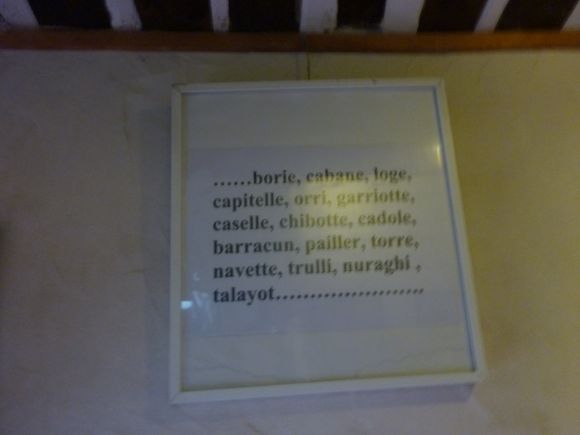 ......borie, cabane, loge,
capitelle, orri, garriotte,
caselle, chibotte, cadole,
barracun, pailler, torre,
navette, trulli, nuraghi ,
talayot......................